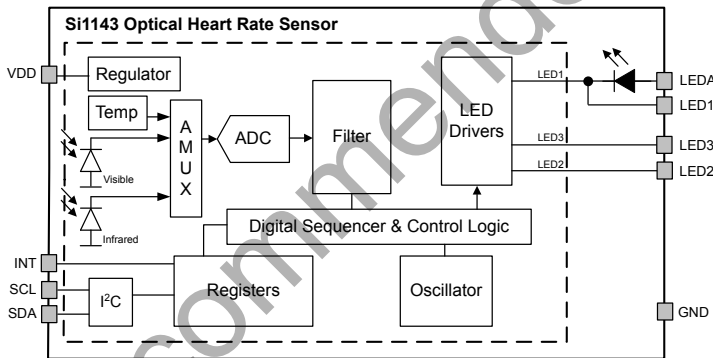 Si1143 Optical Heart Rate Sensor
VDD
Regulator
Temp
A
M
U
X
ADC
Filter
LED
Drivers
LED1
LEDA
LED1
LED3
LED3
LED2
LED2
Visible
Infrared
Digital Sequencer & Control Logic
INT
SCL
SDA
I²C
Registers
Oscillator
GND
commende